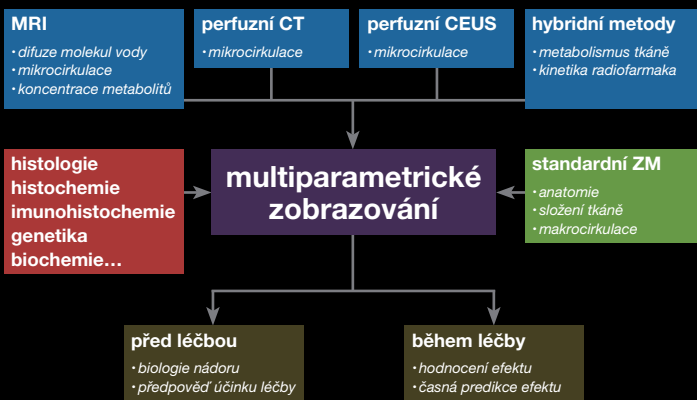 MRI
· difuze molekul vody
· mikrocirkulace
· koncentrace metabolitů
perfuzní CT
· mikrocirkulace
perfuzní CEUS
· mikrocirkulace
hybridní metody
· metabolismus tkáně
· kinetika radiofarmaka
histologie
histochemie
imunohistochemie
genetika
biochemie...
multiparametrické
zobrazování
standardní ZM
· anatomie
· složení tkáně
· makrocirkulace
před léčbou
· biologie nádoru
· předpověď účinku léčby
během léčby
· hodnocení efektu
· časná predikce efektu